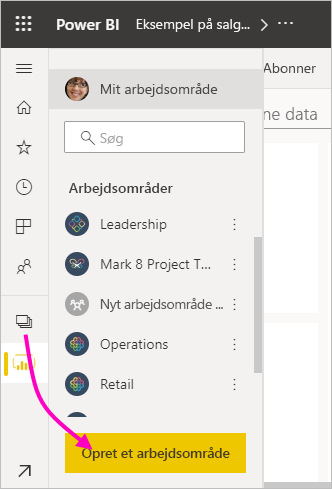 Power BI Eksempel på salg... > ···
Mit arbejdsområde
Abonner
Søg
ne data
Arbejdsområder
Leadership
Mark 8 Project T...
Nyt arbejdsområde ...
Operations
Retail
Opret et arbejdsområde